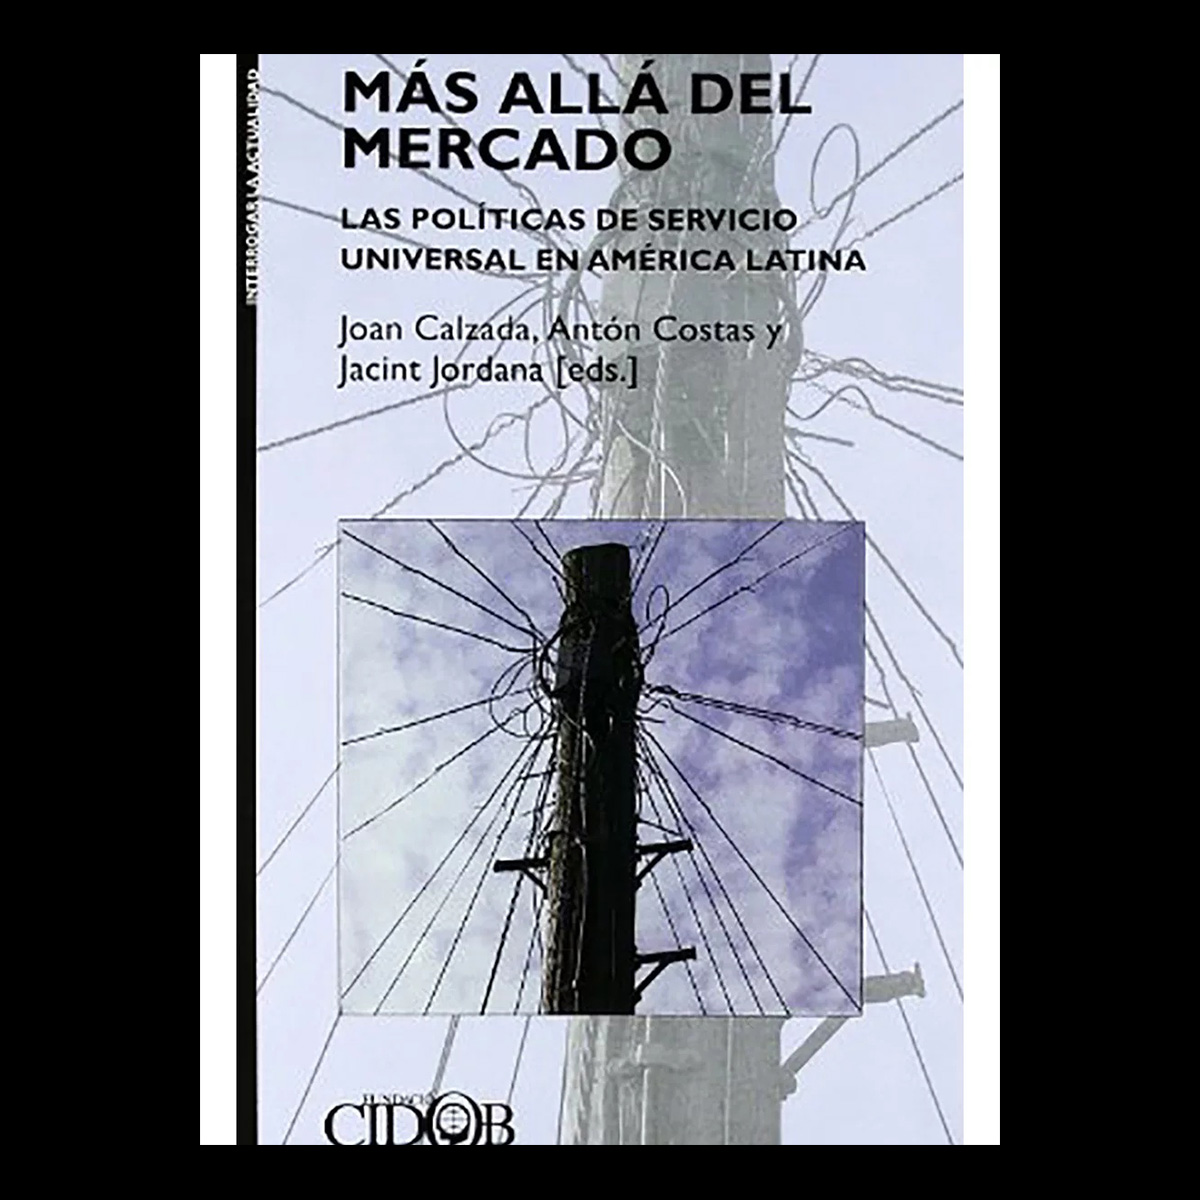 INTERROGAR LA ACTUALIDAD
MÁS ALLÁ DEL
MERCADO
LAS POLÍTICAS DE SERVICIO
UNIVERSAL EN AMÉRICA LATINA
Joan Calzada, Antón Costas y
Jacint Jordana [eds.]
FUNDACIÓ
CIDOB